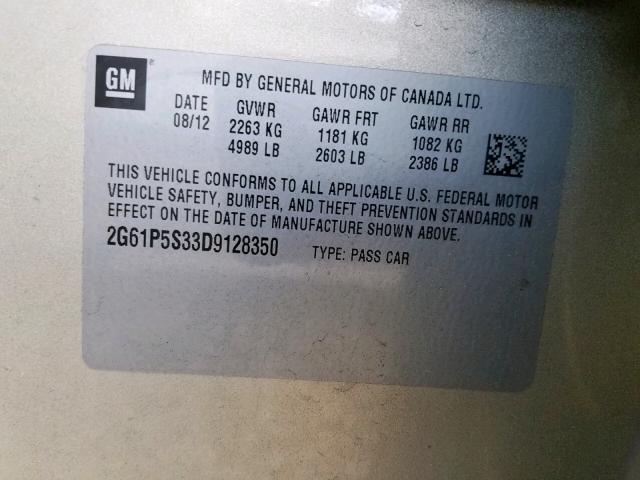 GM
MFD BY GENERAL MOTORS OF CANADA LTD.
DATE GVWR GAWR FRT GAWR RR
08/12 2263 KG 1181 KG 1082 KG
4989 LB 2603 LB 2386 LB
THIS VEHICLE CONFORMS TO ALL APPLICABLE U.S. FEDERAL MOTOR
VEHICLE SAFETY, BUMPER, AND THEFT PREVENTION STANDARDS IN
EFFECT ON THE DATE OF MANUFACTURE SHOWN ABOVE.
2G61P5S33D9128350 TYPE: PASS CAR